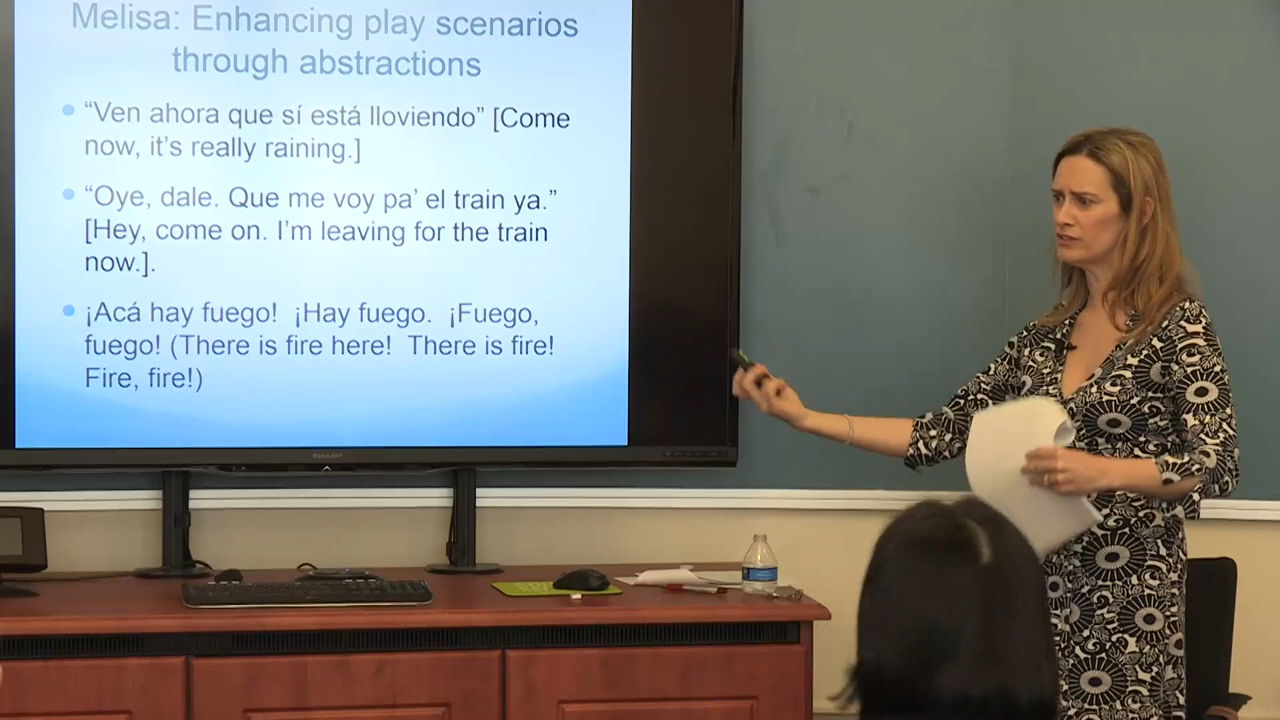 Melisa: Enhancing play scenarios
through abstractions
“Ven ahora que sí está lloviendo” [Come
now, it’s really raining.]
“Oye, dale. Que me voy pa’ el train ya.”
[Hey, come on. I’m leaving for the train
now.].
¡Acá hay fuego!  ¡Hay fuego.  ¡Fuego,
fuego! (There is fire here!  There is fire!
Fire, fire!)